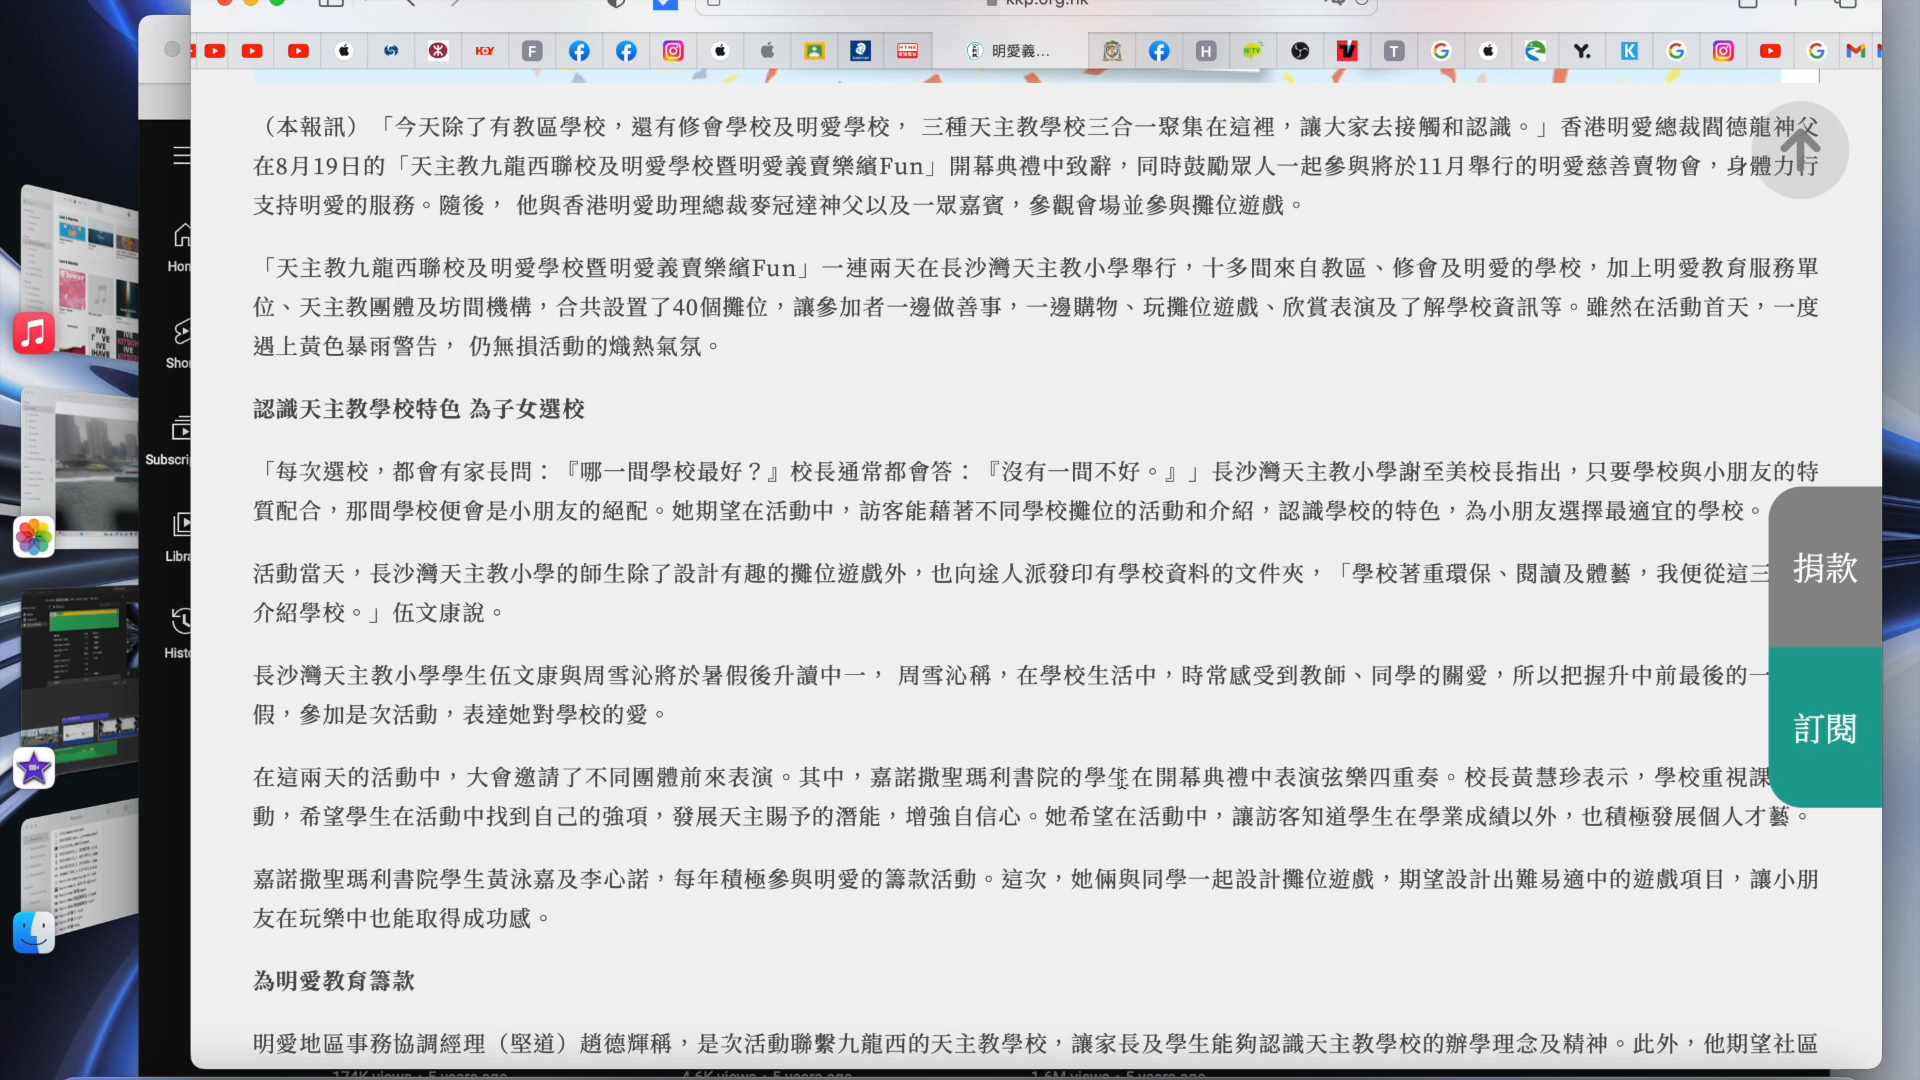 kkp.org.hk
明愛義…
（本報訊）「今天除了有教區學校，還有修會學校及明愛學校， 三種天主教學校三合一聚集在這裡，讓大家去接觸和認識。」香港明愛總裁閻德龍神父
在8月19日的「天主教九龍西聯校及明愛學校暨明愛義賣樂繽Fun」開幕典禮中致辭，同時鼓勵眾人一起參與將於11月舉行的明愛慈善賣物會，身體力行
支持明愛的服務。隨後， 他與香港明愛助理總裁麥冠達神父以及一眾嘉賓，參觀會場並參與攤位遊戲。
「天主教九龍西聯校及明愛學校暨明愛義賣樂繽Fun」一連兩天在長沙灣天主教小學舉行，十多間來自教區、修會及明愛的學校，加上明愛教育服務單
位、天主教團體及坊間機構，合共設置了40個攤位，讓參加者一邊做善事，一邊購物、玩攤位遊戲、欣賞表演及了解學校資訊等。雖然在活動首天，一度
遇上黃色暴雨警告， 仍無損活動的熾熱氣氛。
認識天主教學校特色 為子女選校
「每次選校，都會有家長問：『哪一間學校最好？』校長通常都會答：『沒有一間不好。』」長沙灣天主教小學謝至美校長指出，只要學校與小朋友的特
質配合，那間學校便會是小朋友的絕配。她期望在活動中，訪客能藉著不同學校攤位的活動和介紹，認識學校的特色，為小朋友選擇最適宜的學校。
活動當天，長沙灣天主教小學的師生除了設計有趣的攤位遊戲外，也向途人派發印有學校資料的文件夾，「學校著重環保、閱讀及體藝，我便從這三
介紹學校。」伍文康說。
長沙灣天主教小學學生伍文康與周雪沁將於暑假後升讀中一， 周雪沁稱，在學校生活中，時常感受到教師、同學的關愛，所以把握升中前最後的一
假，參加是次活動，表達她對學校的愛。
在這兩天的活動中，大會邀請了不同團體前來表演。其中，嘉諾撒聖瑪利書院的學生在開幕典禮中表演弦樂四重奏。校長黃慧珍表示，學校重視課
動，希望學生在活動中找到自己的強項，發展天主賜予的潛能，增強自信心。她希望在活動中，讓訪客知道學生在學業成績以外，也積極發展個人才藝。
嘉諾撒聖瑪利書院學生黃泳嘉及李心諾，每年積極參與明愛的籌款活動。這次，她倆與同學一起設計攤位遊戲，期望設計出難易適中的遊戲項目，讓小朋
友在玩樂中也能取得成功感。
為明愛教育籌款
明愛地區事務協調經理（堅道）趙德輝稱，是次活動聯繫九龍西的天主教學校，讓家長及學生能夠認識天主教學校的辦學理念及精神。此外，他期望社區
捐款
訂閱
Hom
Shor
Subscri
Libra
Histo
174K views • 5 years ago
4.6K views • 5 years ago
1.6M views • 5 years ago